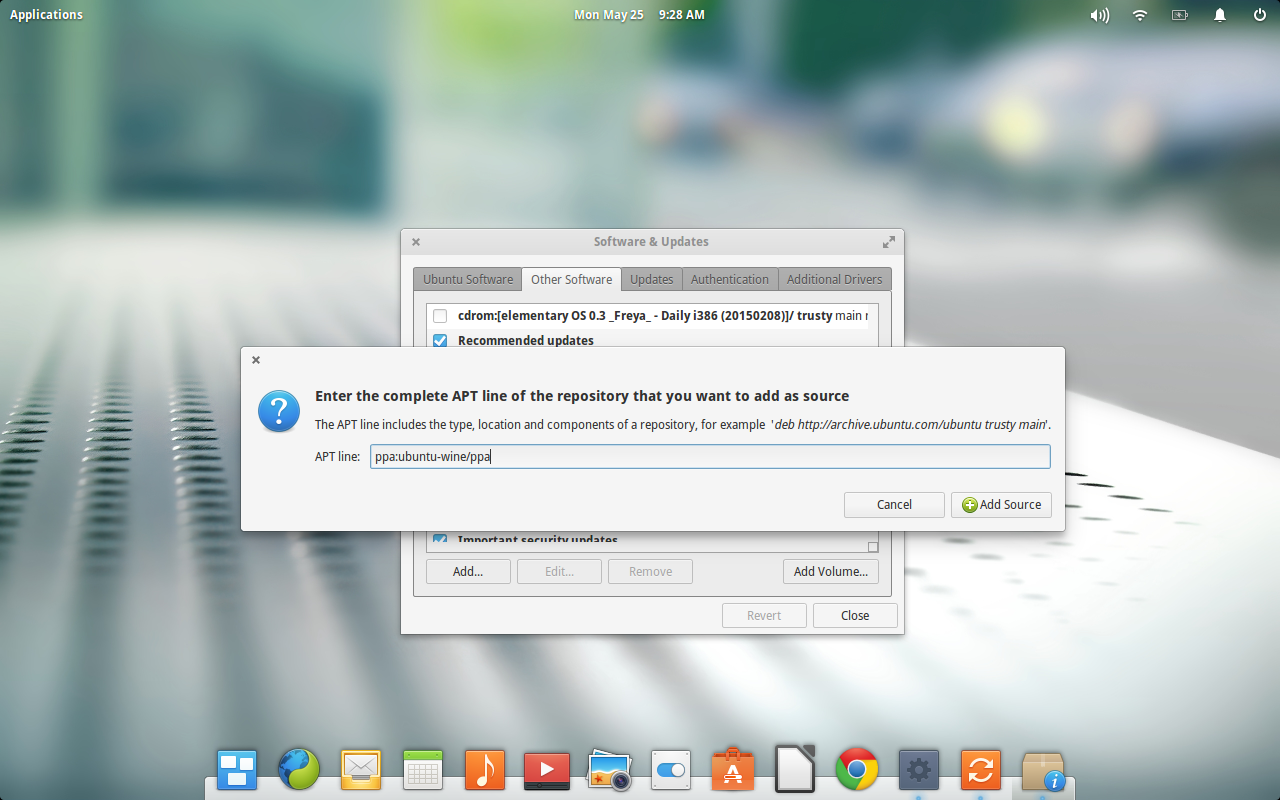 Applications
Mon May 25 9:28 AM
Software & Updates
Ubuntu Software Other Software Updates Authentication Additional Drivers
cdrom:[elementary OS 0.3 _Freya_ - Daily i386 (20150208)]/ trusty main
Recommended updates
Enter the complete APT line of the repository that you want to add as source
The APT line includes the type, location and components of a repository, for example 'deb http://archive.ubuntu.com/ubuntu trusty main'.
APT line: ppa:ubuntu-wine/ppa
Cancel Add Source
Important security updates
Add... Edit... Remove Add Volume...
Revert Close